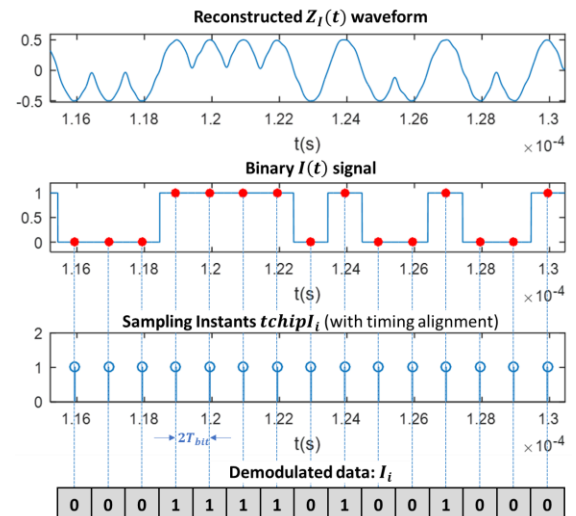 Reconstructed Z_I(t) waveform
0.5
0
-0.5
1.16 1.18 1.2 1.22 1.24 1.26 1.28 1.3
t(s)
×10⁻⁴
Binary I(t) signal
1
0.5
0
1.16 1.18 1.2 1.22 1.24 1.26 1.28 1.3
t(s)
×10⁻⁴
Sampling Instants tchipI_i (with timing alignment)
2
1
0
1.16 1.18 1.2 1.22 1.24 1.26 1.28 1.3
t(s)
×10⁻⁴
2T_bit
Demodulated data: I_i
0 0 0 1 1 1 1 0 1 0 0 1 0 0 0